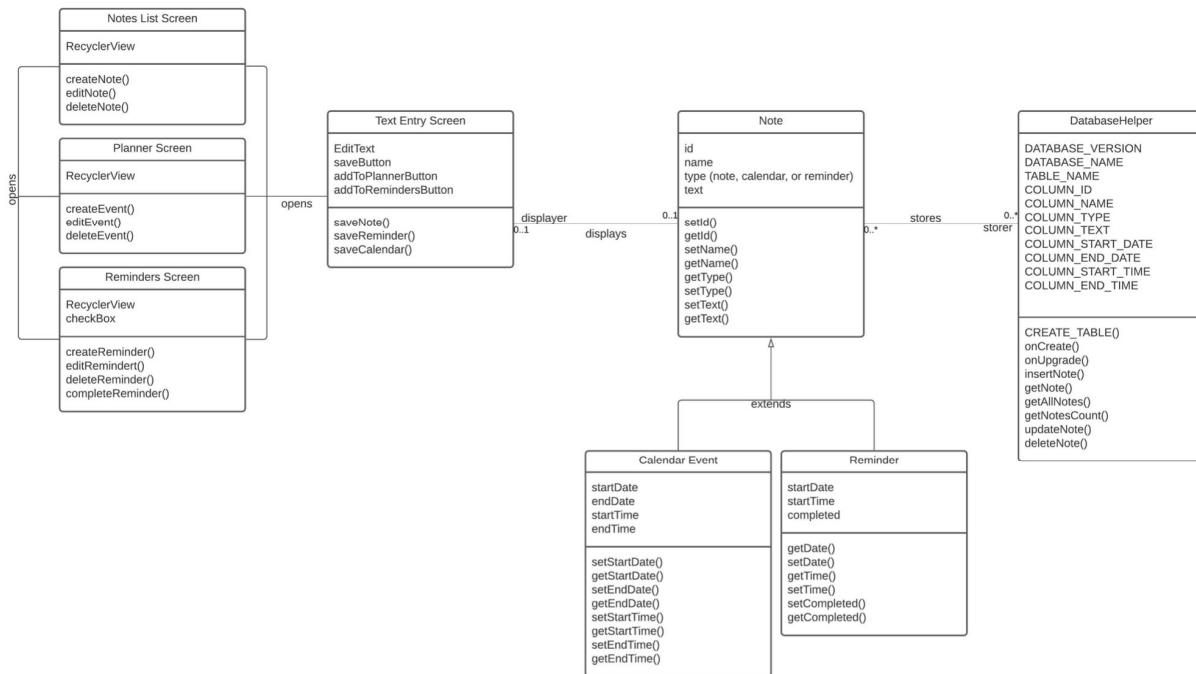 Notes List Screen
RecyclerView
createNote()
editNote()
deleteNote()
Planner Screen
RecyclerView
createEvent()
editEvent()
deleteEvent()
Reminders Screen
RecyclerView
checkBox
createReminder()
editRemindert()
deleteReminder()
completeReminder()
opens
opens
Text Entry Screen
EditText
saveButton
addToPlannerButton
addToRemindersButton
saveNote()
saveReminder()
saveCalendar()
displayer
0..1
displays
0..1
Note
id
name
type (note, calendar, or reminder)
text
setId()
getId()
setName()
getName()
getType()
setType()
setText()
getText()
0..*
stores
0..*
storer
DatabaseHelper
DATABASE_VERSION
DATABASE_NAME
TABLE_NAME
COLUMN_ID
COLUMN_NAME
COLUMN_TYPE
COLUMN_TEXT
COLUMN_START_DATE
COLUMN_END_DATE
COLUMN_START_TIME
COLUMN_END_TIME
CREATE_TABLE()
onCreate()
onUpgrade()
insertNote()
getNote()
getAllNotes()
getNotesCount()
updateNote()
deleteNote()
extends
Calendar Event
startDate
endDate
startTime
endTime
setStartDate()
getStartDate()
setEndDate()
getEndDate()
setStartTime()
getStartTime()
setEndTime()
getEndTime()
Reminder
startDate
startTime
completed
getDate()
setDate()
getTime()
setTime()
setCompleted()
getCompleted()